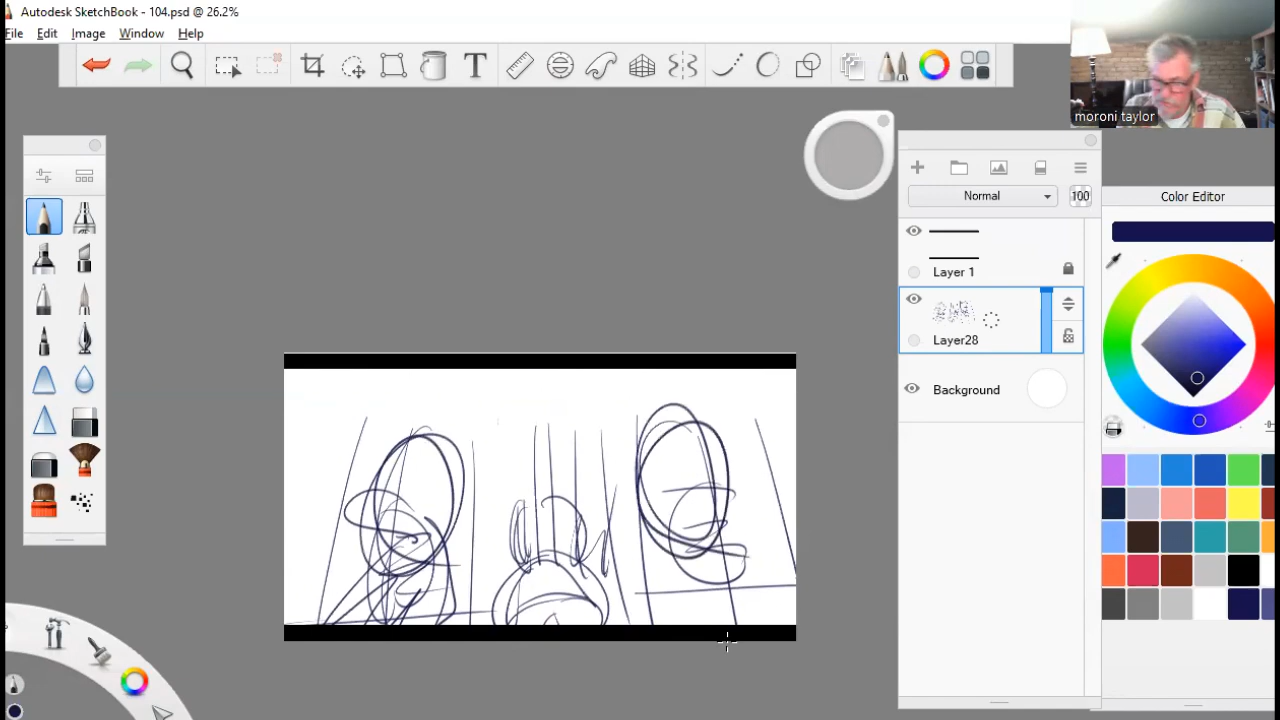 Autodesk SketchBook - 104.psd @ 26.2%
File Edit Image Window Help
T
moroni taylor
Normal 100
Color Editor
Layer 1
Layer28
Background